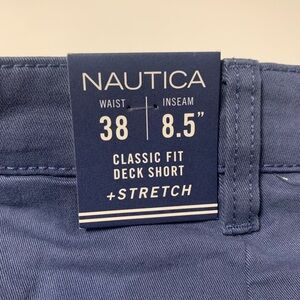 NAUTICA
WAIST INSEAM
38 8.5"
CLASSIC FIT
DECK SHORT
+STRETCH